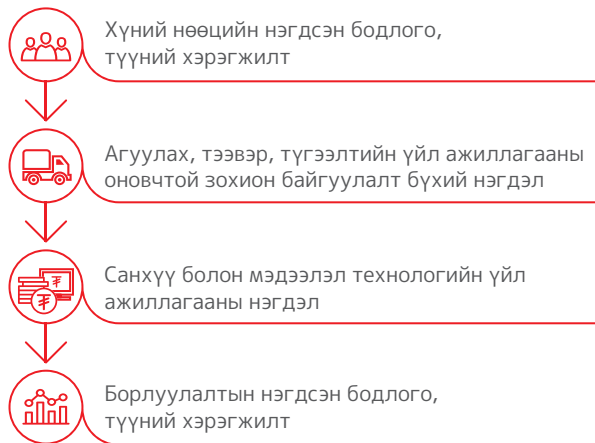 Хүний нөөцийн нэгдсэн бодлого,
түүний хэрэгжилт
Агуулах, тээвэр, түгээлтийн үйл ажиллагааны
оновчтой зохион байгуулалт бүхий нэгдэл
₮
₮
Санхүү болон мэдээлэл технологийн үйл
ажиллагааны нэгдэл
Борлуулалтын нэгдсэн бодлого,
түүний хэрэгжилт